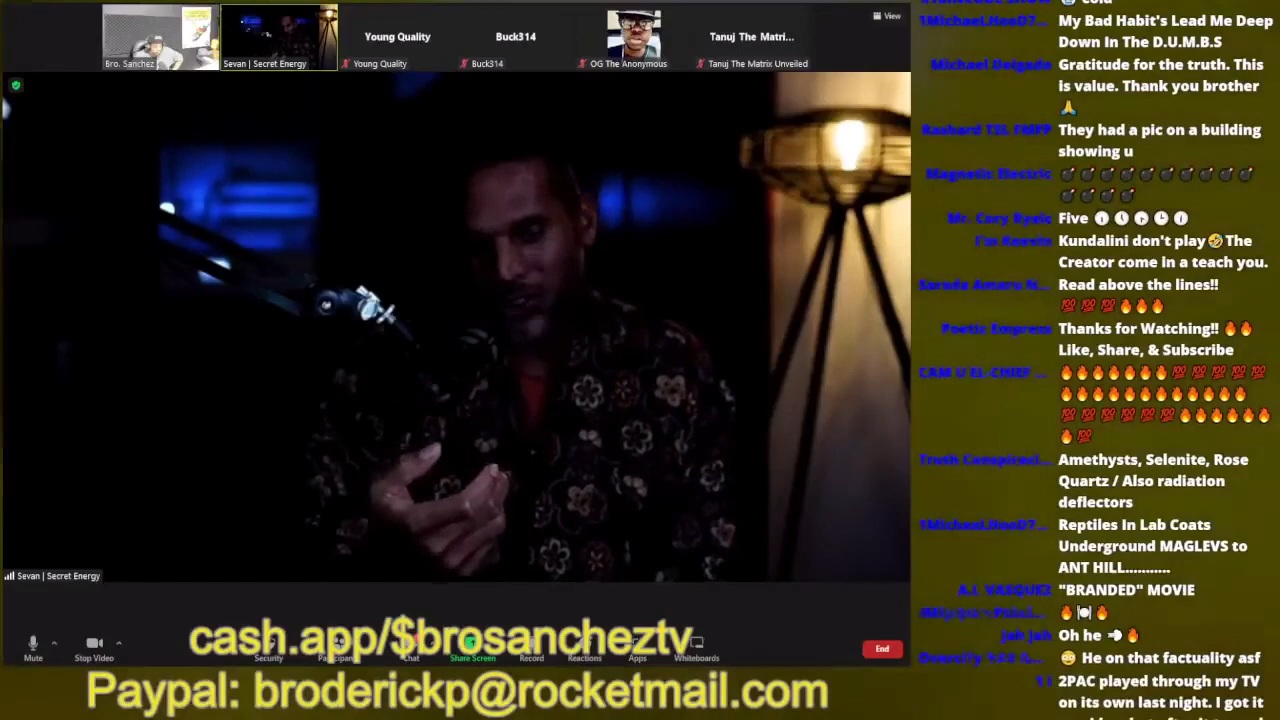 Young Quality
Buck314
Tanuj The Matri...
View
Bro. Sanchez
Sevan | Secret Energy
Young Quality
Buck314
OG The Anonymous
Tanuj The Matrix Unveiled
Sevan | Secret Energy
Mute
Stop Video
Security
Chat
Share Screen
Record
Reactions
Apps
Whiteboards
End
cash.app/$brosancheztv
Paypal: broderickp@rocketmail.com
My Bad Habit's Lead Me Deep
Down In The D.U.M.B.S
Michael Delgado
Gratitude for the truth. This
is value. Thank you brother
🙏
They had a pic on a building
showing u
Magnetic Electric
💣 💣 💣 💣 💣 💣 💣 💣 💣 💣
💣 💣 💣 💣
Five
Kundalini don't play🤣The
Creator come in a teach you.
Read above the lines!!
💯 💯 💯 🔥🔥🔥
Poetic Empress
Thanks for Watching!! 🔥🔥
Like, Share, & Subscribe
CAM U EL CHIEF ...
🔥🔥🔥🔥🔥🔥🔥💯 💯 💯 💯 💯
🔥🔥🔥🔥🔥🔥🔥🔥🔥🔥🔥🔥
💯 💯 💯 💯 💯 💯 🔥🔥🔥🔥🔥🔥
🔥💯
Amethysts, Selenite, Rose
Quartz / Also radiation
deflectors
Reptiles In Lab Coats
Underground MAGLEVS to
ANT HILL...........
A.I. VAZQUEZ
"BRANDED" MOVIE
🔥🍽🔥
jah jah
Oh he 💨🔥
😳 He on that factuality asf
2PAC played through my TV
on its own last night. I got it